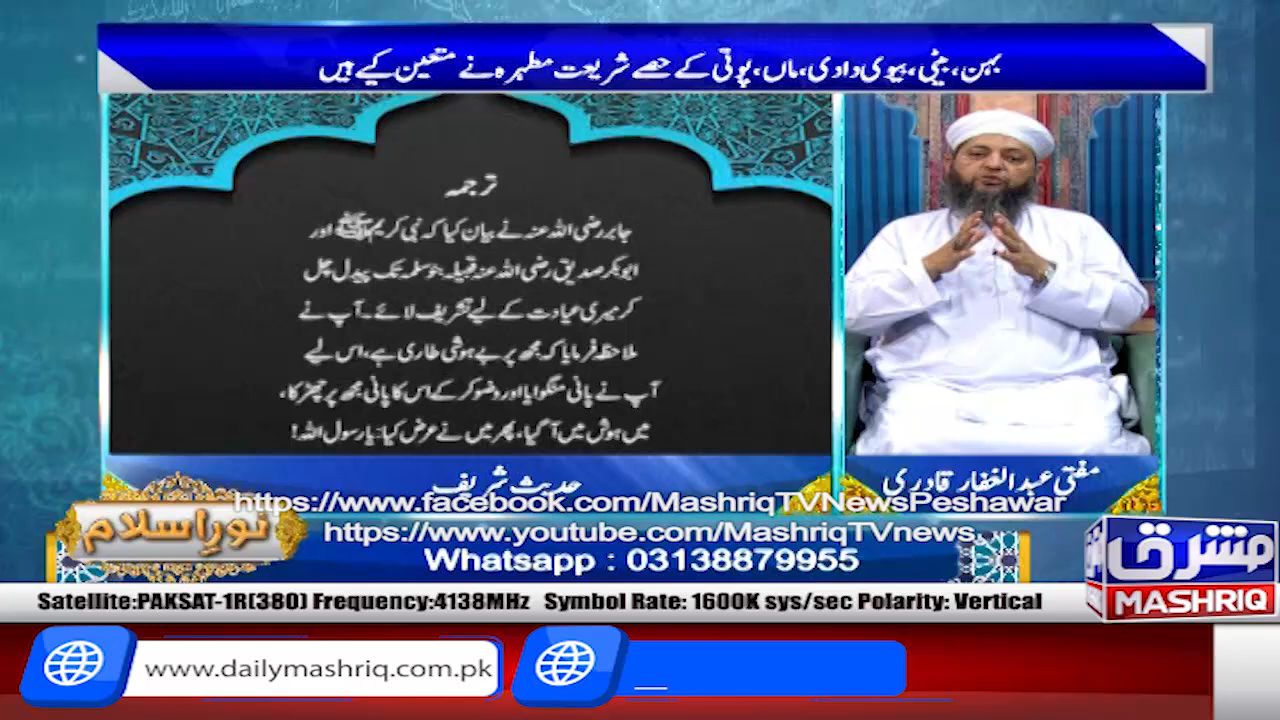 بہن، بیٹی، بیوی دادی، ماں، پوتی کے حصے شریعت مطہرہ نے متعین کیے ہیں
ترجمہ
جابر رضی اللہ عنہ نے بیان کیا کہ نبی کریم ﷺ اور
ابوبکر صدیق رضی اللہ عنہ قبیلہ بنو سلمہ تک پیدل چل
کر میری عیادت کے لیے تشریف لائے۔ آپ نے
ملاحظہ فرمایا کہ مجھ پر بے ہوشی طاری ہے، اس لیے
آپ نے پانی منگوایا اور وضو کر کے اس کا پانی مجھ پر چھڑکا،
میں ہوش میں آ گیا، پھر میں نے عرض کیا: یا رسول اللہ!
حدیث شریف
مفتی عبدالغفار قادری
https://www.facebook.com/MashriqTVNewsPeshawar
نورِ اسلام
https://www.youtube.com/MashriqTVnews
Whatsapp : 03138879955
مشرق
MASHRIQ
Satellite:PAKSAT-1R(380) Frequency:4138MHz Symbol Rate: 1600K sys/sec Polarity: Vertical
www.dailymashriq.com.pk